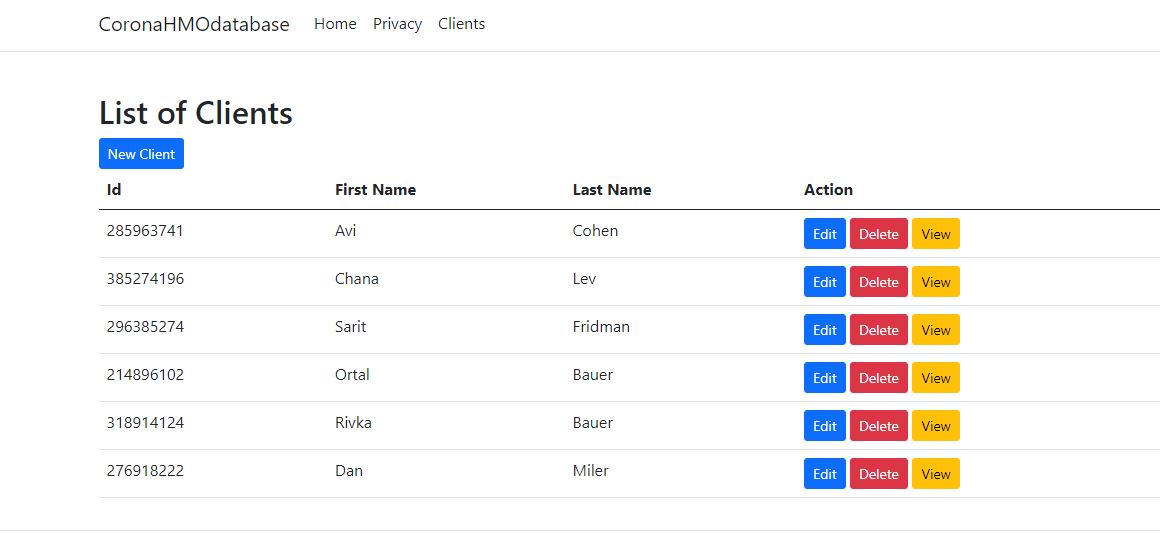 CoronaHMOdatabase Home Privacy Clients
List of Clients
New Client
Id First Name Last Name Action
285963741 Avi Cohen Edit Delete View
385274196 Chana Lev Edit Delete View
296385274 Sarit Fridman Edit Delete View
214896102 Ortal Bauer Edit Delete View
318914124 Rivka Bauer Edit Delete View
276918222 Dan Miler Edit Delete View